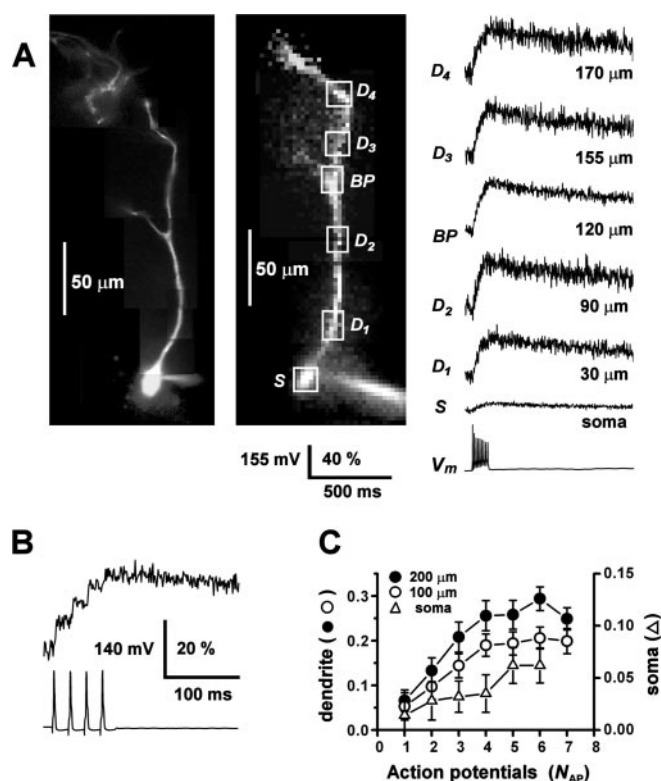 A
50 μm
50 μm
D4
D3
BP
D2
D1
S
155 mV 40 %
500 ms
D4
170 μm
D3
155 μm
BP
120 μm
D2
90 μm
D1
30 μm
S
soma
Vm
B
140 mV 20 %
100 ms
C
200 μm
100 μm
soma
dendrite (○●)
0.3
0.2
0.1
0.0
0.15
0.10
0.05
0.00
soma (△)
0 1 2 3 4 5 6 7 8
Action potentials (NAP)